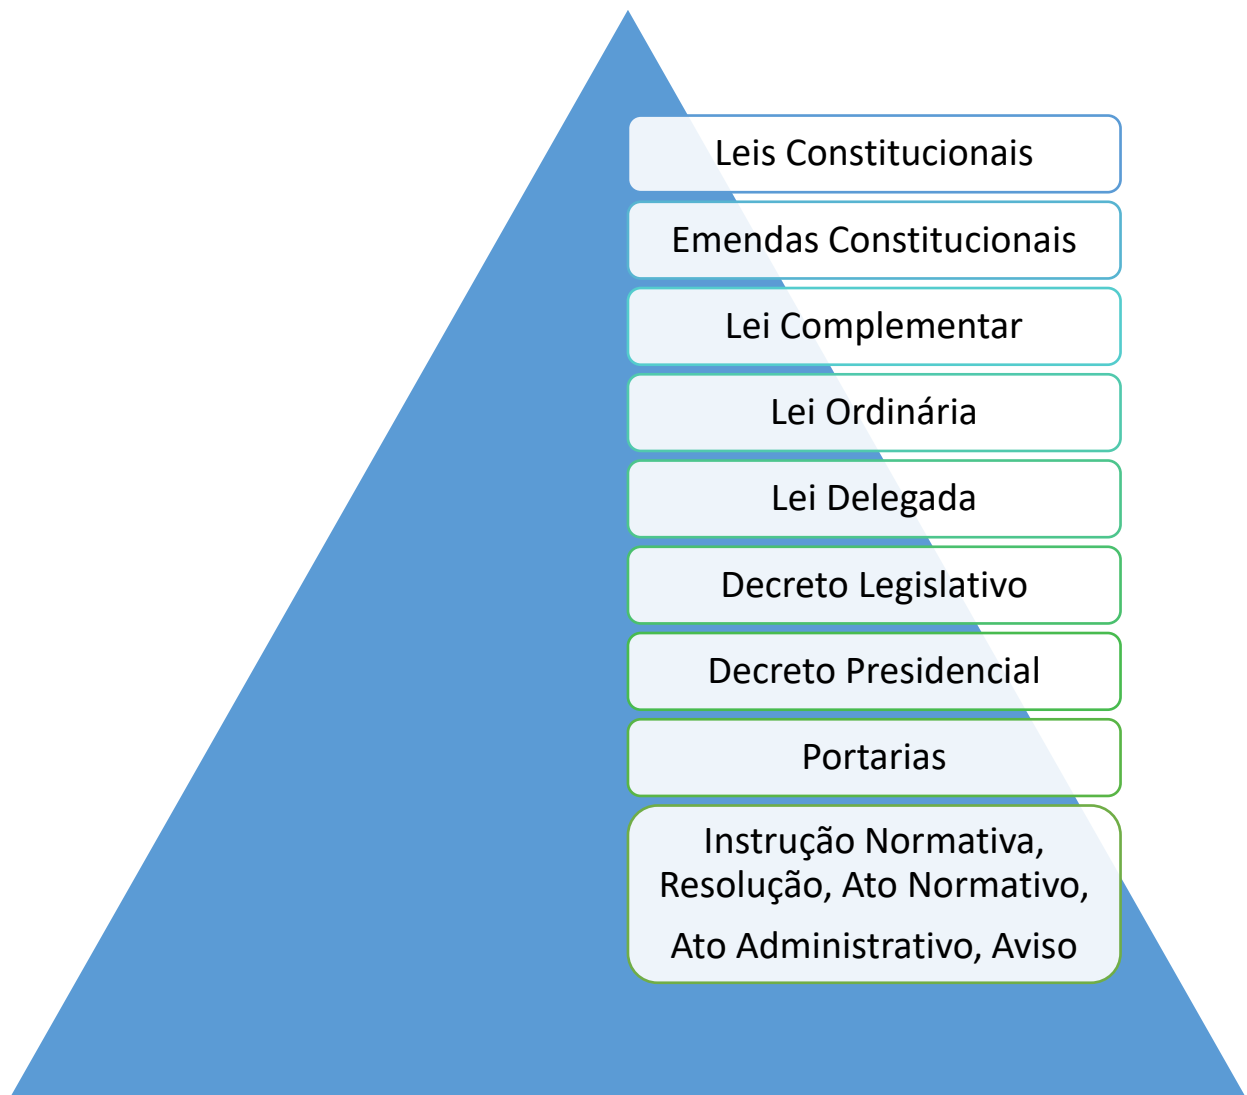 Leis Constitucionais
Emendas Constitucionais
Lei Complementar
Lei Ordinária
Lei Delegada
Decreto Legislativo
Decreto Presidencial
Portarias
Instrução Normativa,
Resolução, Ato Normativo,
Ato Administrativo, Aviso